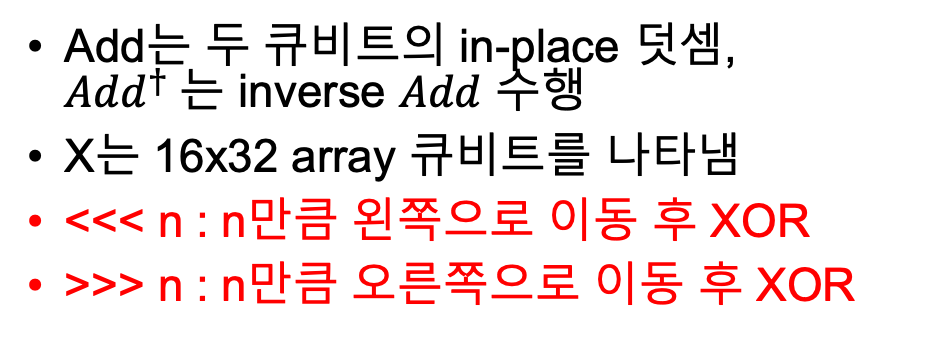 • Add는 두 큐비트의 in-place 덧셈,
𝐴𝑑𝑑† 는 inverse 𝐴𝑑𝑑 수행
• X는 16x32 array 큐비트를 나타냄
• <<< n : n만큼 왼쪽으로 이동 후 XOR
• >>> n : n만큼 오른쪽으로 이동 후 XOR